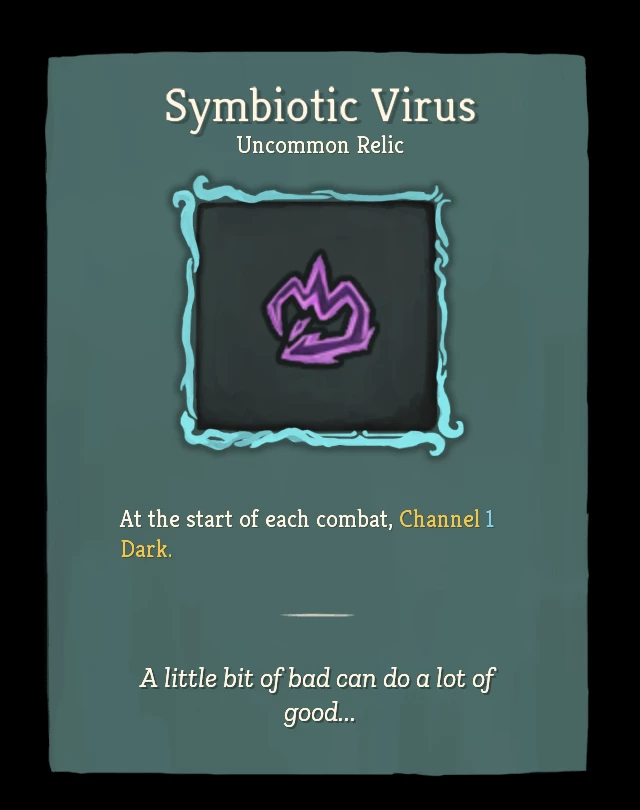 Symbiotic Virus
Uncommon Relic
At the start of each combat, Channel 1
Dark.
A little bit of bad can do a lot of
good...